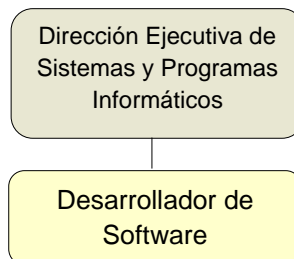 Dirección Ejecutiva de
Sistemas y Programas
Informáticos
Desarrollador de
Software